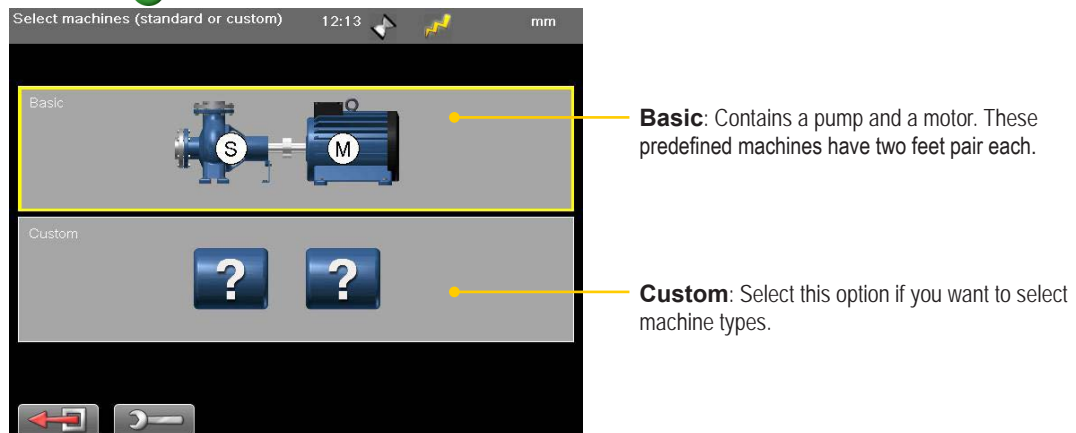 Select machines (standard or custom) 12:13 mm
Basic
S M
Basic: Contains a pump and a motor. These
predefined machines have two feet pair each.
Custom
? ?
Custom: Select this option if you want to select
machine types.